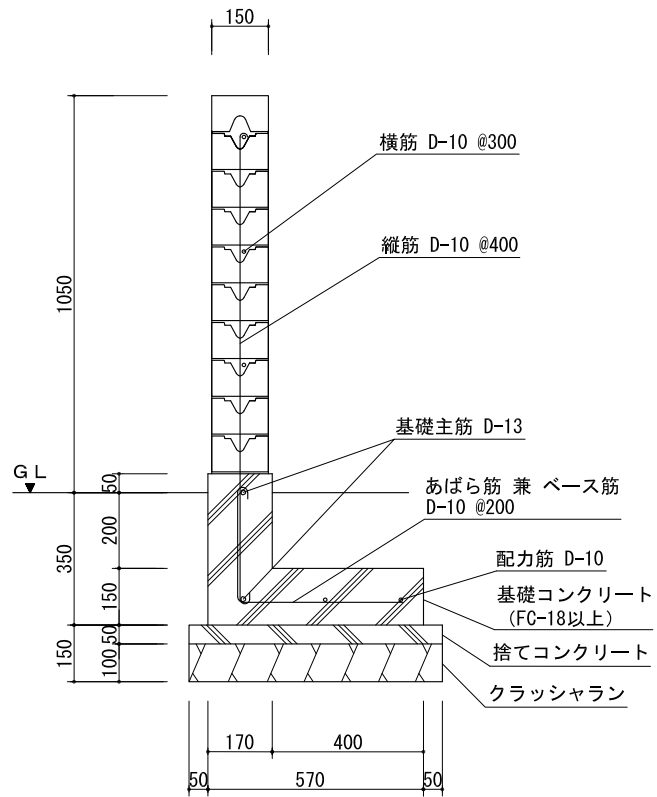 150
横筋 D-10 @300
縦筋 D-10 @400
1050
基礎主筋 D-13
GL
50
あばら筋 兼 ベース筋
D-10 @200
200
350
配力筋 D-10
150
基礎コンクリート
(FC-18以上)
50
捨てコンクリート
150
100
クラッシャラン
170
400
50
570
50